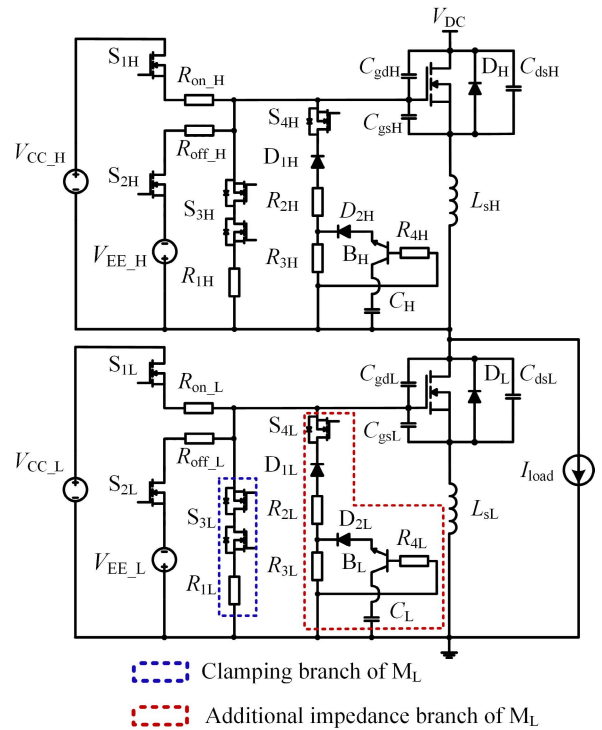 V_DC
S_1H
R_on_H
C_gdH
D_H
C_dsH
S_4H
C_gsH
R_off_H
D_1H
V_CC_H
S_2H
S_3H
R_2H
D_2H
R_4H
L_sH
V_EE_H
R_1H
R_3H
B_H
C_H
S_1L
R_on_L
C_gdL
D_L
C_dsL
S_4L
C_gsL
R_off_L
D_1L
V_CC_L
S_2L
S_3L
R_2L
D_2L
R_4L
L_sL
I_load
V_EE_L
R_1L
R_3L
B_L
C_L
Clamping branch of M_L
Additional impedance branch of M_L